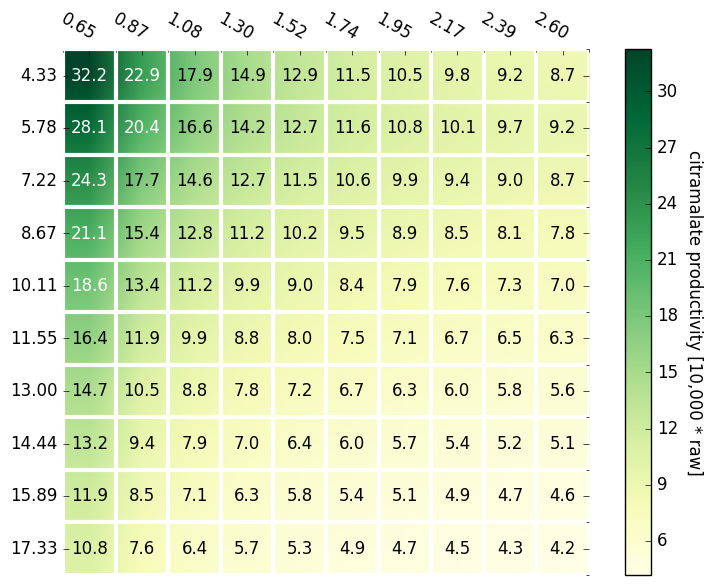 0.65 0.87 1.08 1.30 1.52 1.74 1.95 2.17 2.39 2.60
4.33 32.2 22.9 17.9 14.9 12.9 11.5 10.5 9.8 9.2 8.7
5.78 28.1 20.4 16.6 14.2 12.7 11.6 10.8 10.1 9.7 9.2
7.22 24.3 17.7 14.6 12.7 11.5 10.6 9.9 9.4 9.0 8.7
8.67 21.1 15.4 12.8 11.2 10.2 9.5 8.9 8.5 8.1 7.8
10.11 18.6 13.4 11.2 9.9 9.0 8.4 7.9 7.6 7.3 7.0
11.55 16.4 11.9 9.9 8.8 8.0 7.5 7.1 6.7 6.5 6.3
13.00 14.7 10.5 8.8 7.8 7.2 6.7 6.3 6.0 5.8 5.6
14.44 13.2 9.4 7.9 7.0 6.4 6.0 5.7 5.4 5.2 5.1
15.89 11.9 8.5 7.1 6.3 5.8 5.4 5.1 4.9 4.7 4.6
17.33 10.8 7.6 6.4 5.7 5.3 4.9 4.7 4.5 4.3 4.2
30
27
24
21
18
15
12
9
6
citramalate productivity [10,000 * raw]